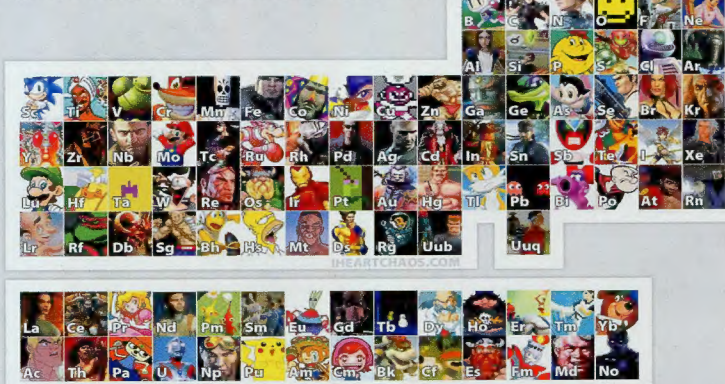 B C N O F Ne
Al Si P S Cl Ar
Sc Ti V Cr Mn Fe Co Ni Cu Zn Ga Ge As Se Br Kr
Y Zr Nb Mo Tc Ru Rh Pd Ag Cd In Sn Sb Te I Xe
Lu Hf Ta W Re Os Ir Pt Au Hg Tl Pb Bi Po At Rn
Lr Rf Db Sg Bh Hs Mt Ds Rg Uub Uuq
IHEARTCHAOS.COM
La Ce Pr Nd Pm Sm Eu Gd Tb Dy Ho Er Tm Yb
Ac Th Pa U Np Pu Am Cm Bk Cf Es Fm Md No